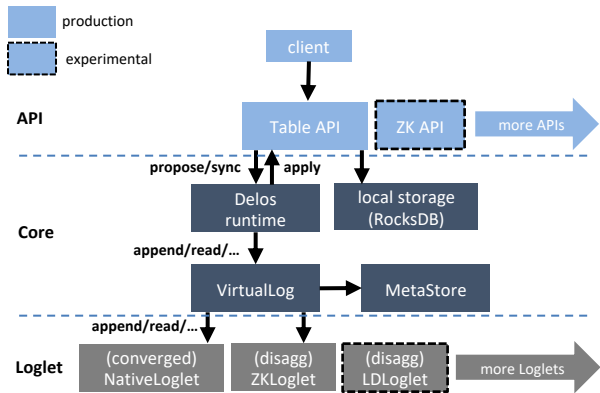 production
experimental
client
API
Table API
ZK API
more APIs
propose/sync
apply
Core
Delos
runtime
local storage
(RocksDB)
append/read/...
VirtualLog
MetaStore
append/read/...
Loglet
(converged)
NativeLoglet
(disagg)
ZKLoglet
(disagg)
LDLoglet
more Loglets